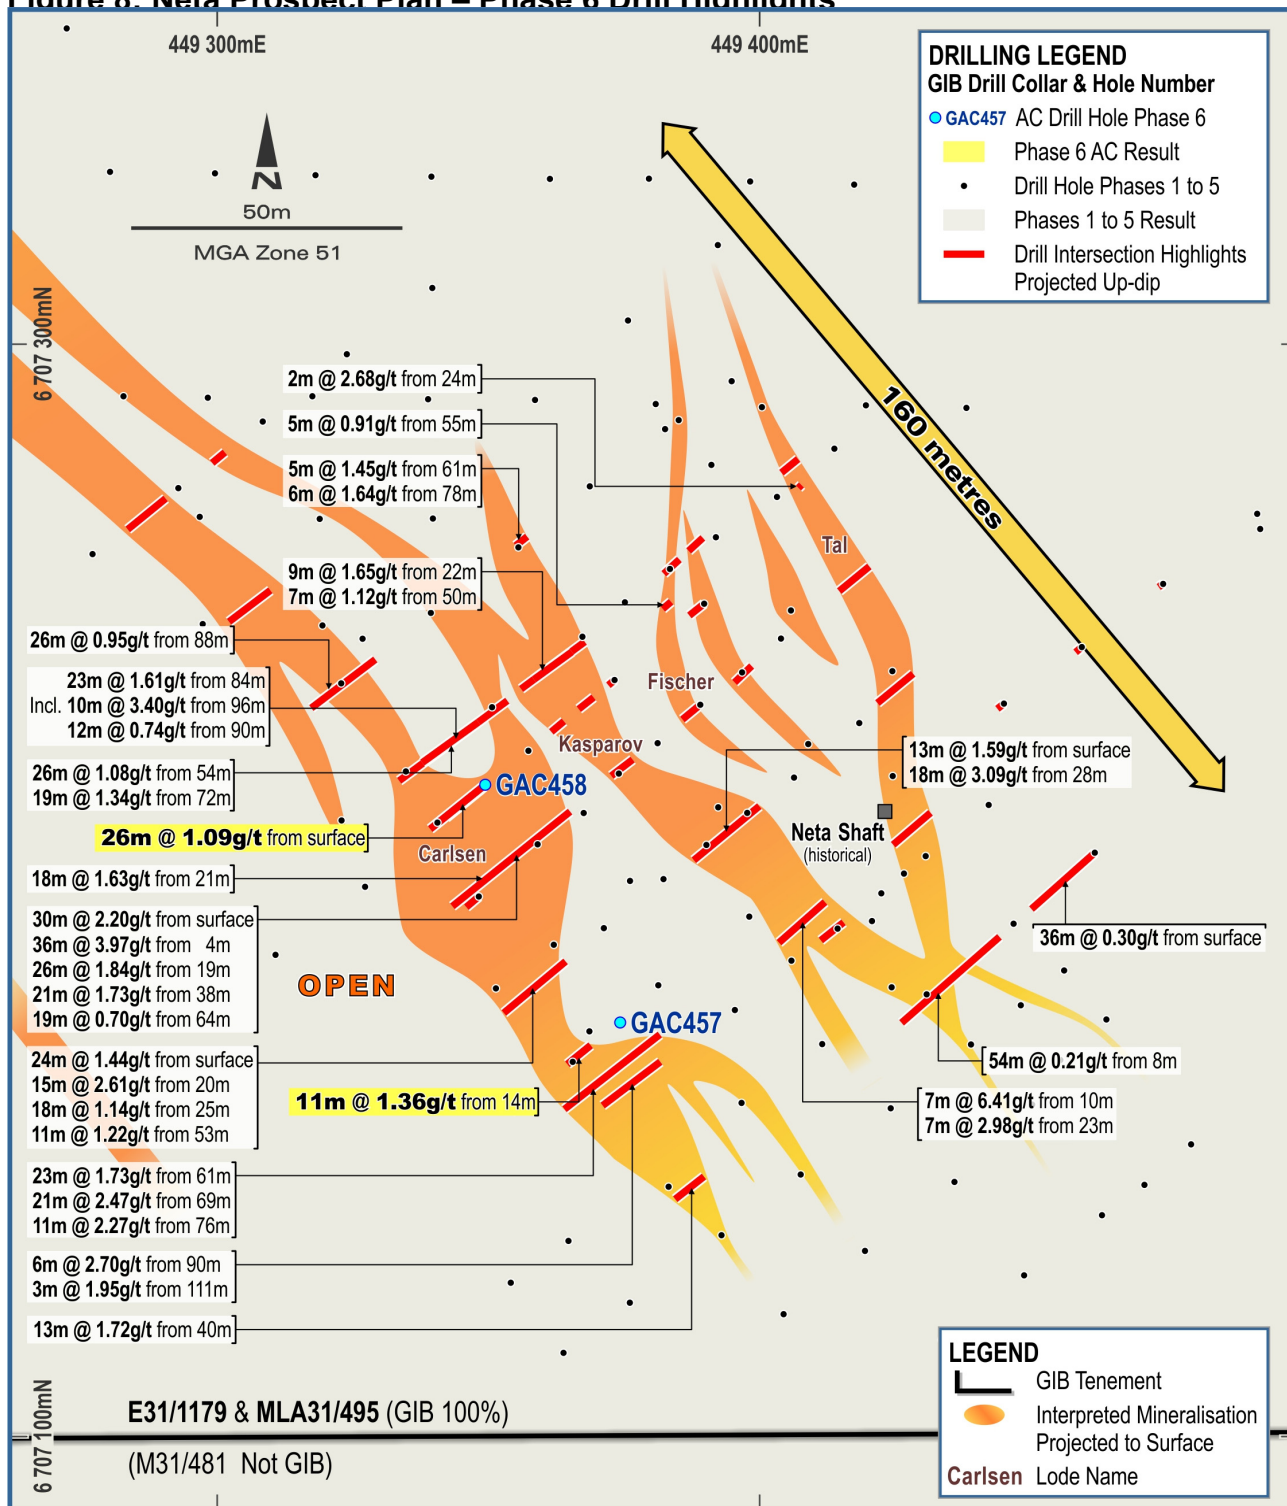 Figure 8: Neta Prospect Plan – Phase 6 Drill Highlights
449 300mE
449 400mE
DRILLING LEGEND
GIB Drill Collar & Hole Number
GAC457 AC Drill Hole Phase 6
Phase 6 AC Result
Drill Hole Phases 1 to 5
Phases 1 to 5 Result
Drill Intersection Highlights
Projected Up-dip
N
50m
MGA Zone 51
6 707 300mN
160 metres
2m @ 2.68g/t from 24m
5m @ 0.91g/t from 55m
5m @ 1.45g/t from 61m
6m @ 1.64g/t from 78m
Tal
9m @ 1.65g/t from 22m
7m @ 1.12g/t from 50m
26m @ 0.95g/t from 88m
23m @ 1.61g/t from 84m
Incl. 10m @ 3.40g/t from 96m
12m @ 0.74g/t from 90m
Fischer
Kasparov
13m @ 1.59g/t from surface
18m @ 3.09g/t from 28m
26m @ 1.08g/t from 54m
19m @ 1.34g/t from 72m
GAC458
26m @ 1.09g/t from surface
Neta Shaft
(historical)
Carlsen
18m @ 1.63g/t from 21m
30m @ 2.20g/t from surface
36m @ 3.97g/t from 4m
26m @ 1.84g/t from 19m
21m @ 1.73g/t from 38m
19m @ 0.70g/t from 64m
36m @ 0.30g/t from surface
OPEN
GAC457
24m @ 1.44g/t from surface
15m @ 2.61g/t from 20m
18m @ 1.14g/t from 25m
11m @ 1.22g/t from 53m
54m @ 0.21g/t from 8m
11m @ 1.36g/t from 14m
7m @ 6.41g/t from 10m
7m @ 2.98g/t from 23m
23m @ 1.73g/t from 61m
21m @ 2.47g/t from 69m
11m @ 2.27g/t from 76m
6m @ 2.70g/t from 90m
3m @ 1.95g/t from 111m
13m @ 1.72g/t from 40m
LEGEND
GIB Tenement
Interpreted Mineralisation
Projected to Surface
Carlsen Lode Name
6 707 100mN
E31/1179 & MLA31/495 (GIB 100%)
(M31/481 Not GIB)